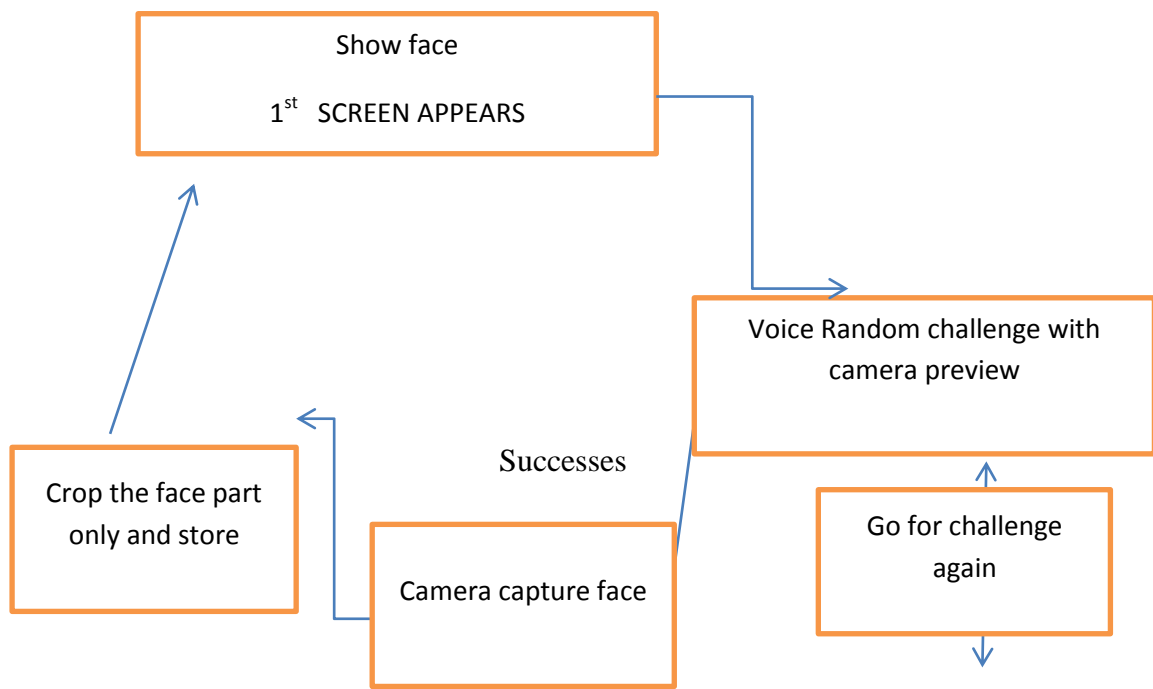 Show face
1st SCREEN APPEARS
Voice Random challenge with
camera preview
Successes
Crop the face part
only and store
Go for challenge
again
Camera capture face